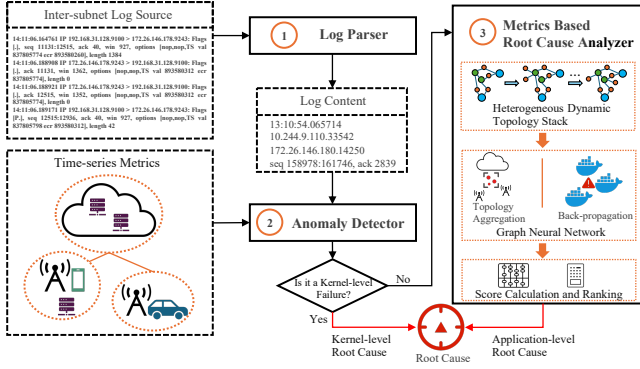 Inter-subnet Log Source
14:11:06.164761 IP 192.168.31.128.9100 > 172.26.146.178.9243: Flags
[.], seq 11131:12515, ack 40, win 927, options [nop,nop,TS val
837805774 ecr 893580260], length 1384
14:11:06.188908 IP 172.26.146.178.9243 > 192.168.31.128.9100: Flags
[.], ack 11131, win 1362, options [nop,nop,TS val 893580312 ecr
837805774], length 0
14:11:06.188921 IP 172.26.146.178.9243 > 192.168.31.128.9100: Flags
[.], ack 12515, win 1352, options [nop,nop,TS val 893580312 ecr
837805774], length 0
14:11:06.189171 IP 192.168.31.128.9100 > 172.26.146.178.9243: Flags
[P.], seq 12515:12936, ack 40, win 927, options [nop,nop,TS val
837805798 ecr 893580312], length 42
Time-series Metrics
1 Log Parser
Log Content
13:10:54.065714
10.244.9.110.33542
172.26.146.180.14250
seq 158978:161746, ack 2839
2 Anomaly Detector
Is it a Kernel-level
Failure?
No
Yes
Kernel-level
Root Cause
Root Cause
Application-level
Root Cause
3 Metrics Based
Root Cause Analyzer
...
Heterogeneous Dynamic
Topology Stack
Topology
Aggregation
Back-propagation
Graph Neural Network
Score Calculation and Ranking